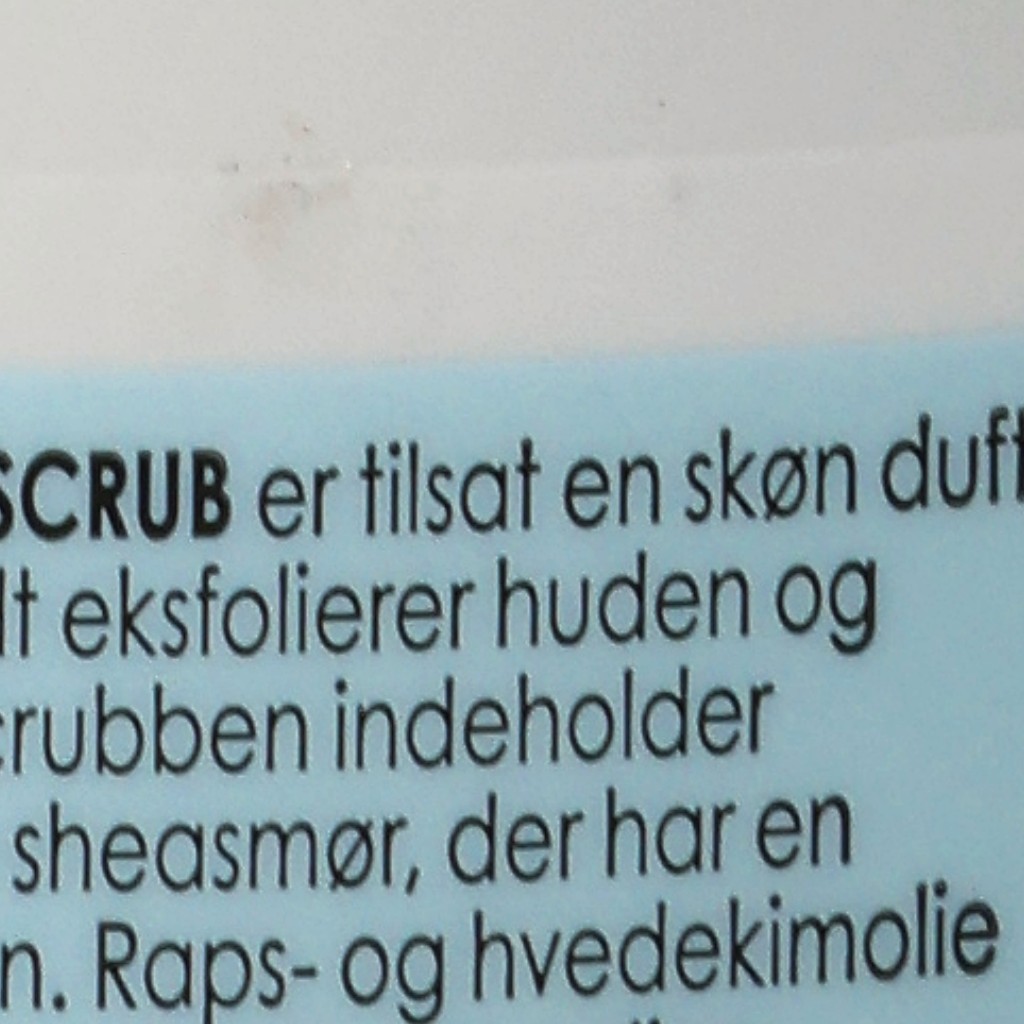 SCRUB er tilsat en skøn duft
lt eksfolierer huden og
crubben indeholder
sheasmør, der har en
n. Raps- og hvedekimolie